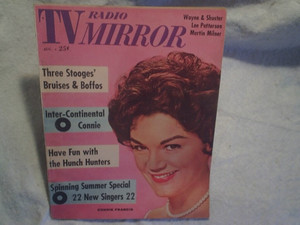 RADIO
TV MIRROR
Wayne & Shuster
Lee Patterson
Martin Milner
25¢
Three Stooges'
Bruises & Boffos
Inter-Continental
Connie
Have Fun with
the Hunch Hunters
Spinning Summer Special
22 New Singers 22
CONNIE FRANCIS